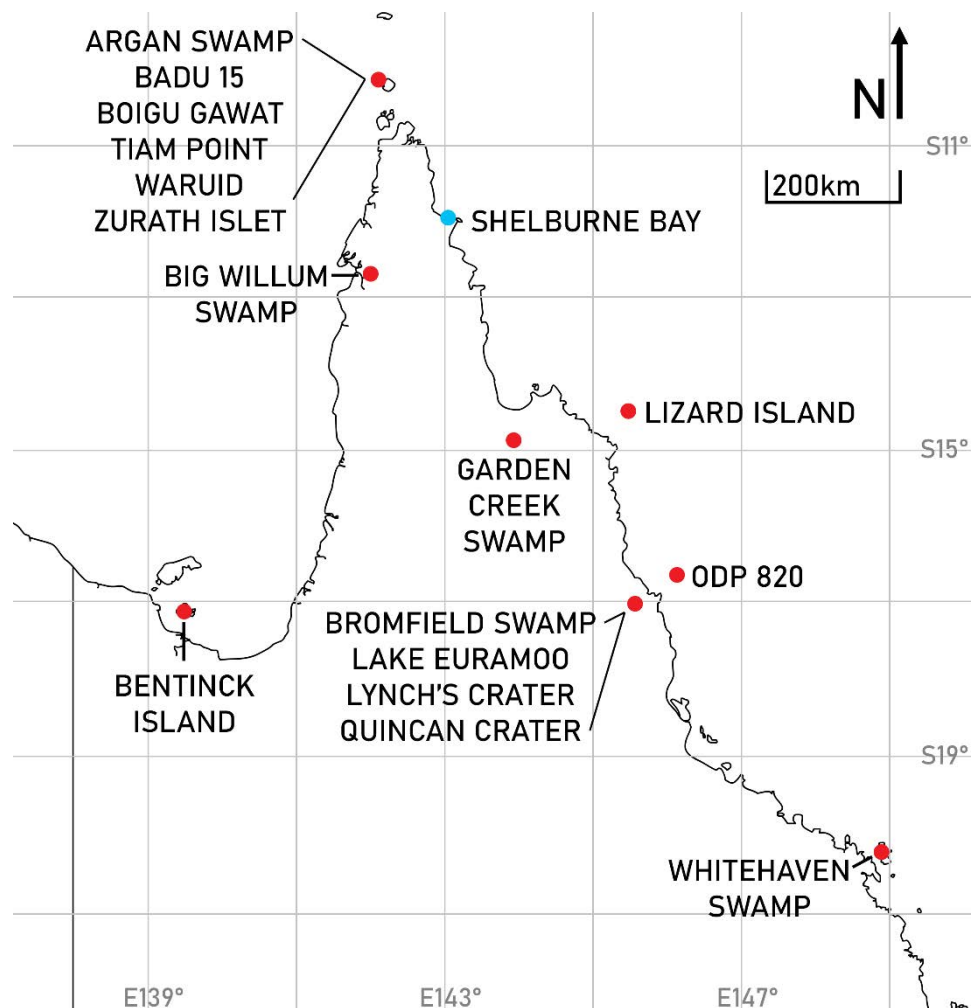 ARGAN SWAMP
BADU 15
BOIGU GAWAT
TIAM POINT
WARUID
ZURATH ISLET
N
S11°
200km
SHELBURNE BAY
BIG WILLUM
SWAMP
LIZARD ISLAND
S15°
GARDEN
CREEK
SWAMP
ODP 820
BROMFIELD SWAMP
LAKE EURAMOO
LYNCH'S CRATER
QUINCAN CRATER
BENTINCK
ISLAND
S19°
WHITEHAVEN
SWAMP
E139°
E143°
E147°